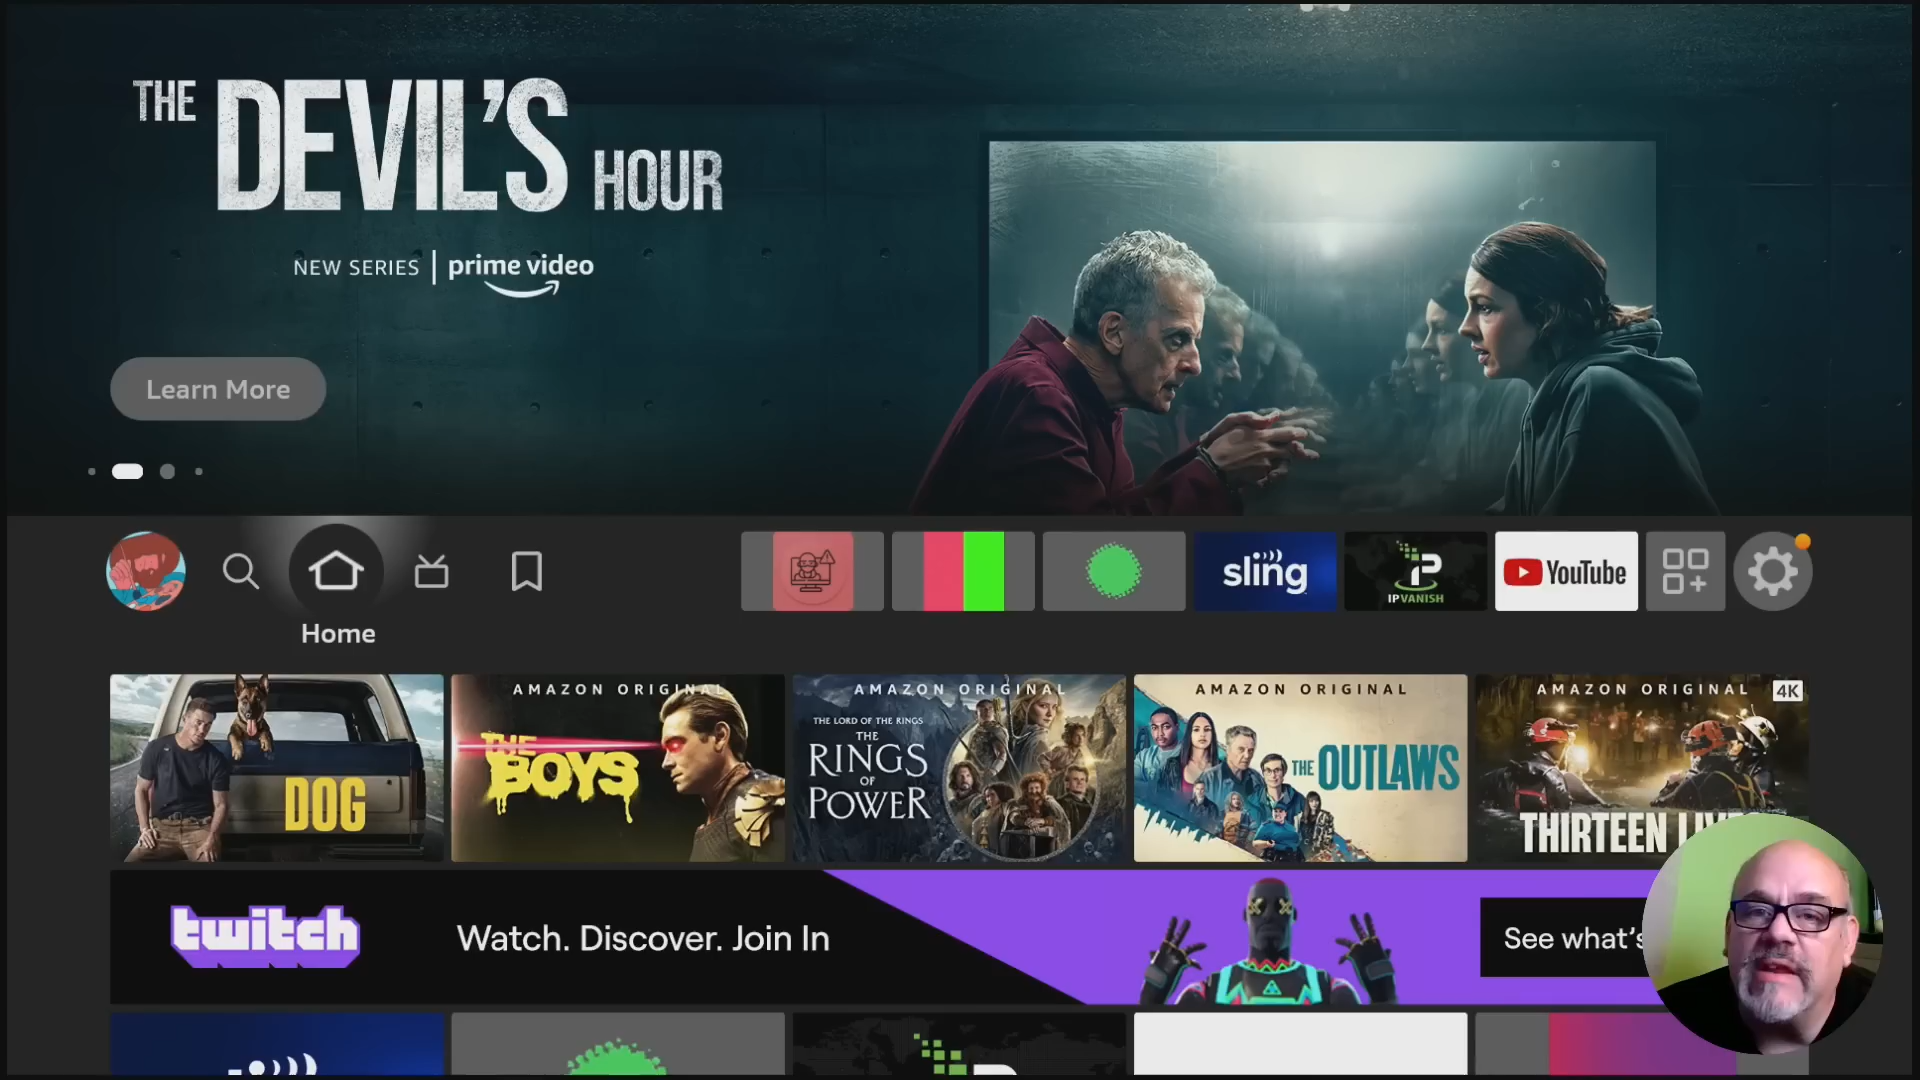 THE DEVIL'S HOUR
NEW SERIES | prime video
Learn More
Home
sling
IPVANISH
YouTube
DOG
AMAZON ORIGINAL
THE BOYS
AMAZON ORIGINAL
THE LORD OF THE RINGS
THE
RINGS
OF
POWER
AMAZON ORIGINAL
THE OUTLAWS
AMAZON ORIGINAL 4K
THIRTEEN
twitch
Watch. Discover. Join In
See what's